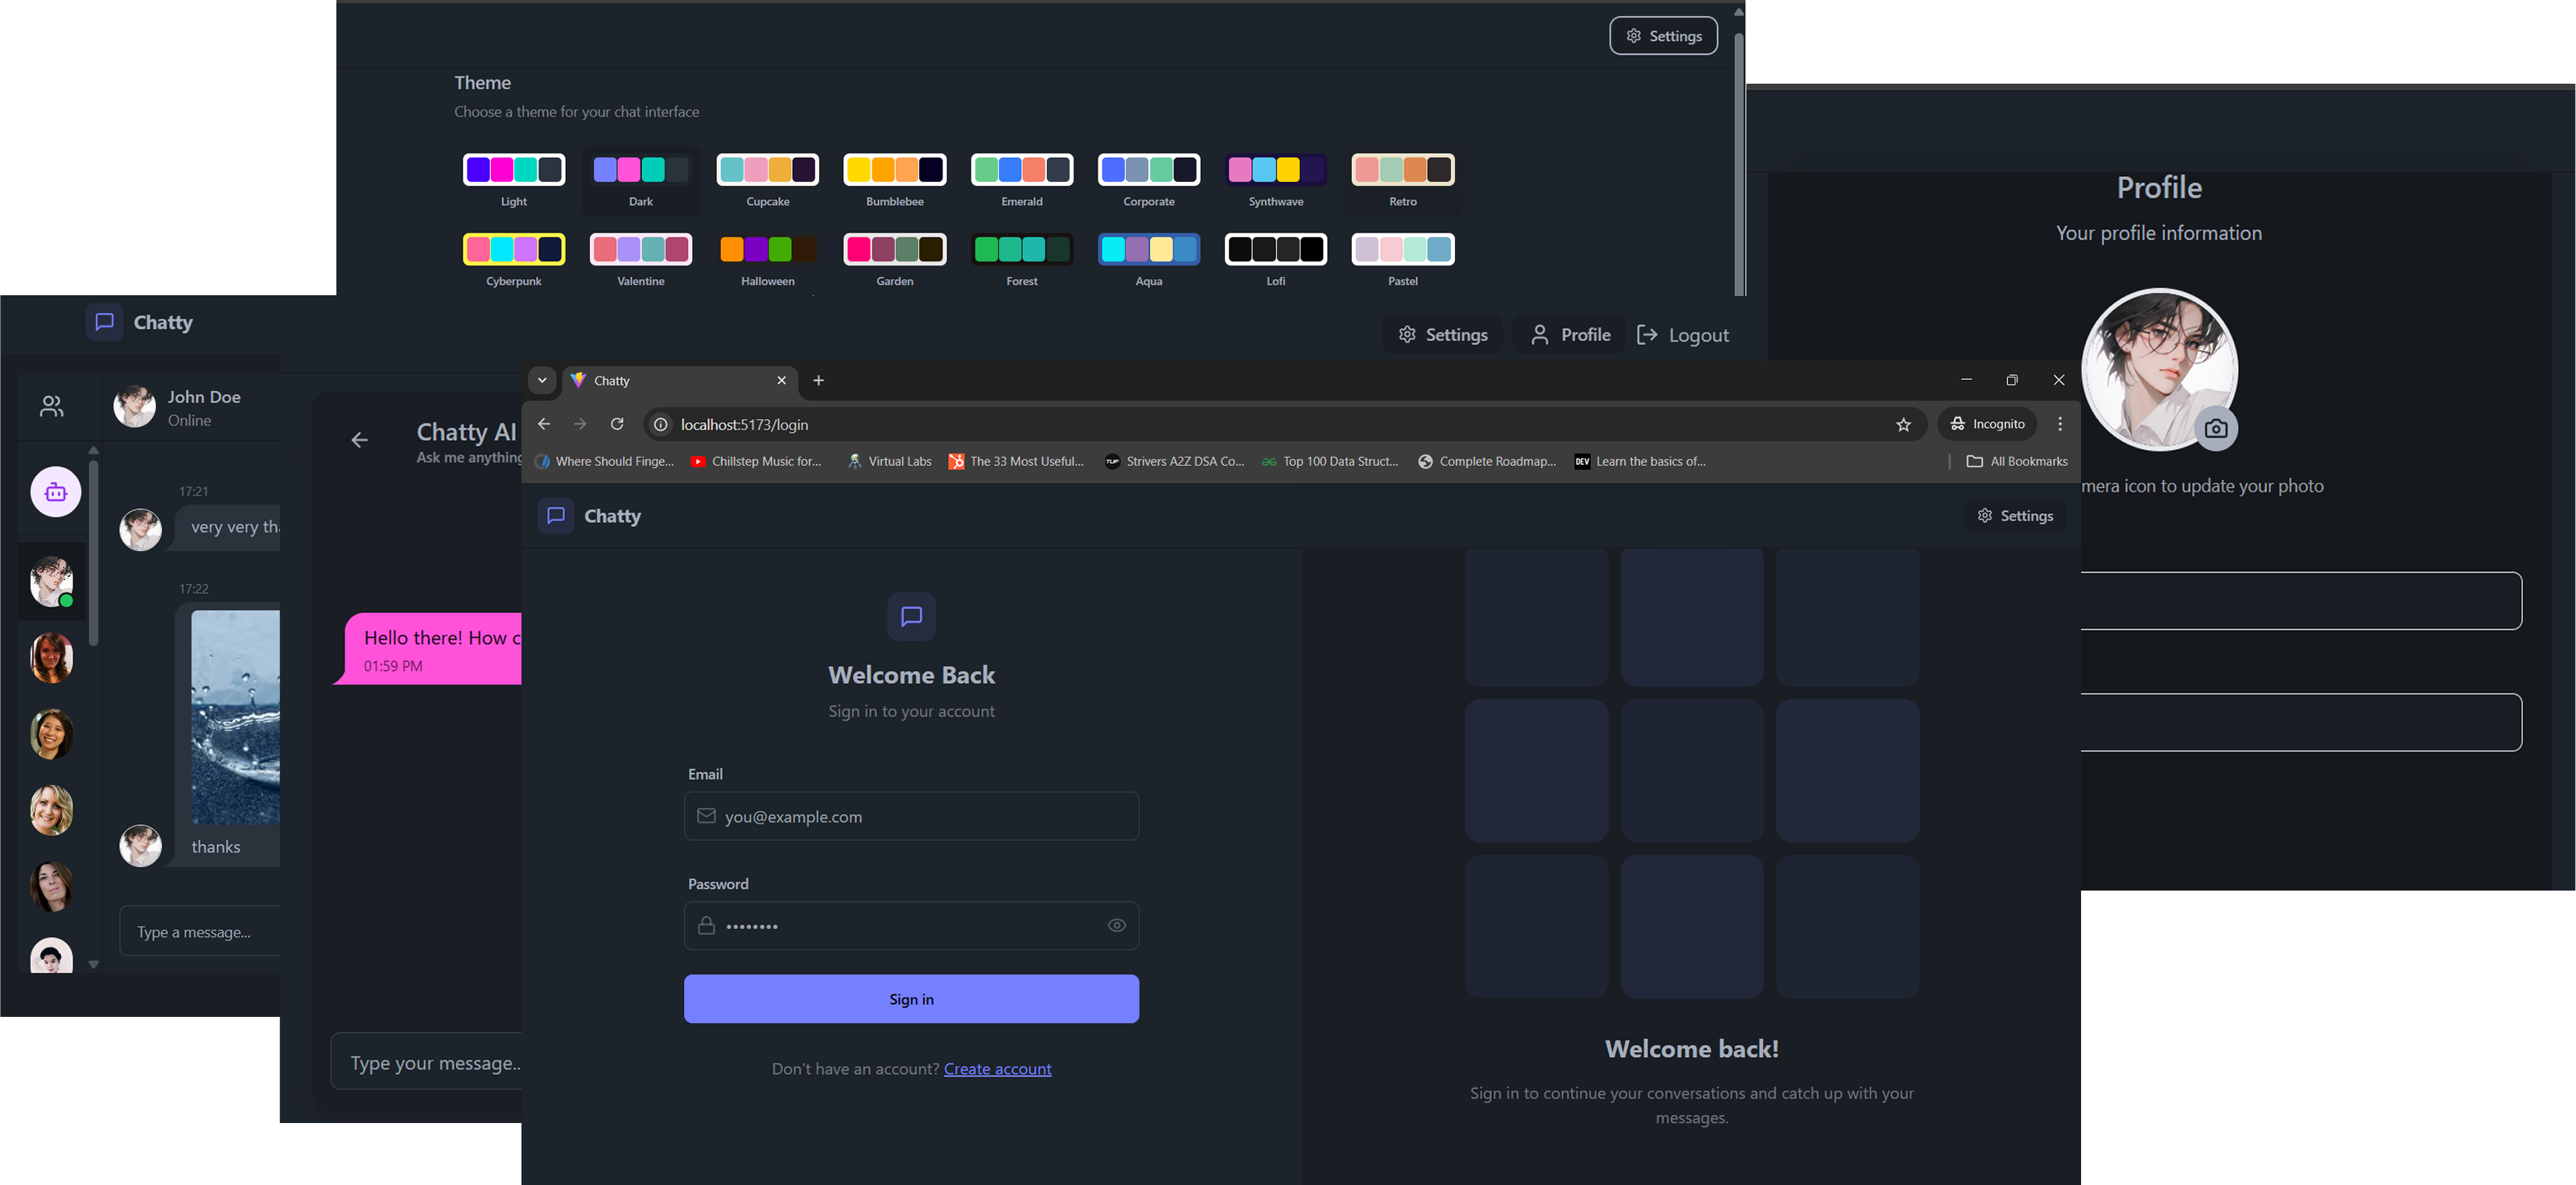 Settings
Theme
Choose a theme for your chat interface
Light
Dark
Cupcake
Bumblebee
Emerald
Corporate
Synthwave
Retro
Cyberpunk
Valentine
Halloween
Garden
Forest
Aqua
Lofi
Pastel
Profile
Your profile information
mera icon to update your photo
Chatty
Settings
Profile
Logout
John Doe
Online
17:21
very very tha
17:22
thanks
Type a message...
Chatty AI
Ask me anything
Hello there! How c
01:59 PM
Type your message..
Chatty
localhost:5173/login
Incognito
Where Should Finge...
Chillstep Music for...
Virtual Labs
The 33 Most Useful...
TUF
Strivers A2Z DSA Co...
Top 100 Data Struct...
Complete Roadmap...
DEV
Learn the basics of...
All Bookmarks
Chatty
Settings
Welcome Back
Sign in to your account
Email
you@example.com
Password
Sign in
Don't have an account? Create account
Welcome back!
Sign in to continue your conversations and catch up with your
messages.